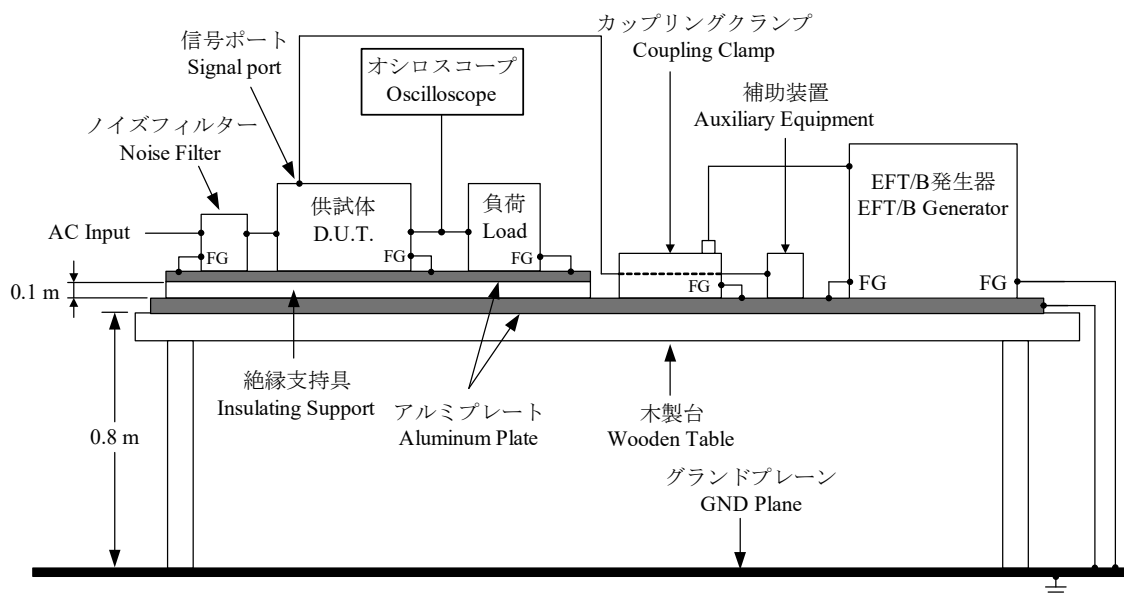 カップリングクランプ
Coupling Clamp
信号ポート
Signal port
オシロスコープ
Oscilloscope
補助装置
Auxiliary Equipment
ノイズフィルター
Noise Filter
EFT/B発生器
EFT/B Generator
供試体
D.U.T.
負荷
Load
AC Input
FG
FG
FG
FG
FG
FG
0.1 m
絶縁支持具
Insulating Support
アルミプレート
Aluminum Plate
木製台
Wooden Table
0.8 m
グランドプレーン
GND Plane